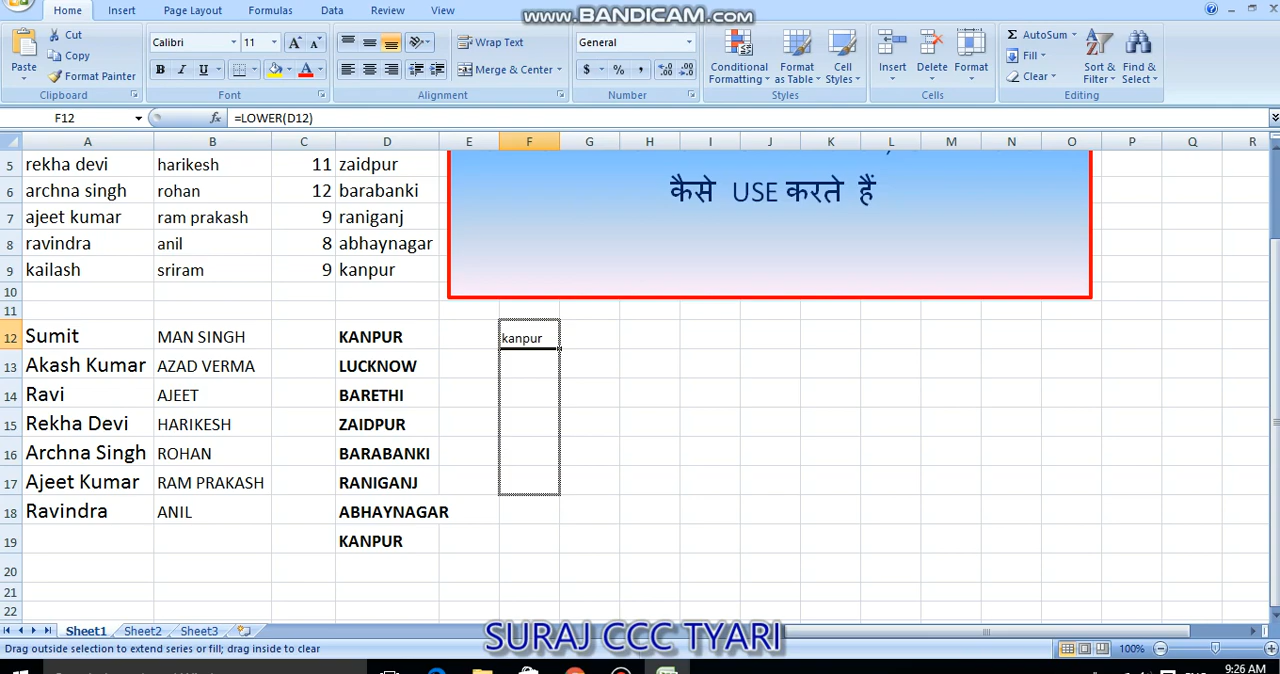 www.BANDICAM.com
Home Insert Page Layout Formulas Data Review View
Paste
Cut
Copy
Format Painter
Clipboard
Calibri 11
B I U
Font
Wrap Text
Merge & Center
Alignment
General
$ % ,
Number
Conditional Formatting
Format as Table
Cell Styles
Styles
Insert Delete Format
Cells
AutoSum
Fill
Clear
Sort & Filter
Find & Select
Editing
F12 fx =LOWER(D12)
A B C D E F G H I J K L M N O P Q R
5 rekha devi harikesh 11 zaidpur
6 archna singh rohan 12 barabanki
7 ajeet kumar ram prakash 9 raniganj
8 ravindra anil 8 abhaynagar
9 kailash sriram 9 kanpur
कैसे USE करते हैं
10
11
12 Sumit MAN SINGH KANPUR kanpur
13 Akash Kumar AZAD VERMA LUCKNOW
14 Ravi AJEET BARETHI
15 Rekha Devi HARIKESH ZAIDPUR
16 Archna Singh ROHAN BARABANKI
17 Ajeet Kumar RAM PRAKASH RANIGANJ
18 Ravindra ANIL ABHAYNAGAR
19 KANPUR
20
21
22
Sheet1 Sheet2 Sheet3
SURAJ CCC TYARI
Drag outside selection to extend series or fill; drag inside to clear
100%
9:26 AM